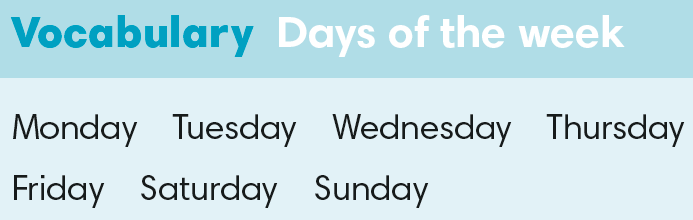 Vocabulary Days of the week
Monday Tuesday Wednesday Thursday
Friday Saturday Sunday